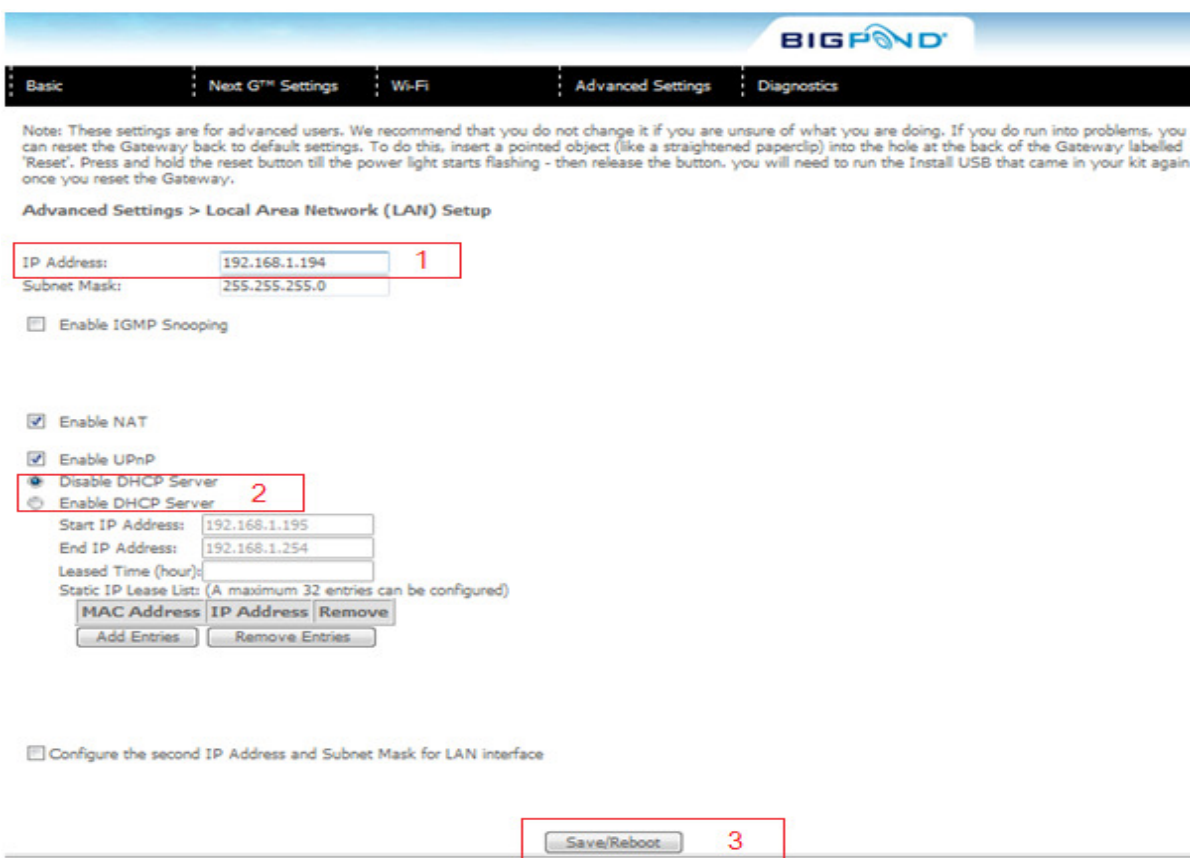 BIGPOND®
Basic Next G™ Settings Wi-Fi Advanced Settings Diagnostics
Note: These settings are for advanced users. We recommend that you do not change it if you are unsure of what you are doing. If you do run into problems, you
can reset the Gateway back to default settings. To do this, insert a pointed object (like a straightened paperclip) into the hole at the back of the Gateway labelled
'Reset'. Press and hold the reset button till the power light starts flashing - then release the button. you will need to run the Install USB that came in your kit again
once you reset the Gateway.
Advanced Settings > Local Area Network (LAN) Setup
IP Address: 192.168.1.194 1
Subnet Mask: 255.255.255.0
Enable IGMP Snooping
Enable NAT
Enable UPnP
Disable DHCP Server
2
Enable DHCP Server
Start IP Address: 192.168.1.195
End IP Address: 192.168.1.254
Leased Time (hour):
Static IP Lease List: (A maximum 32 entries can be configured)
MAC Address IP Address Remove
Add Entries Remove Entries
Configure the second IP Address and Subnet Mask for LAN interface
Save/Reboot 3